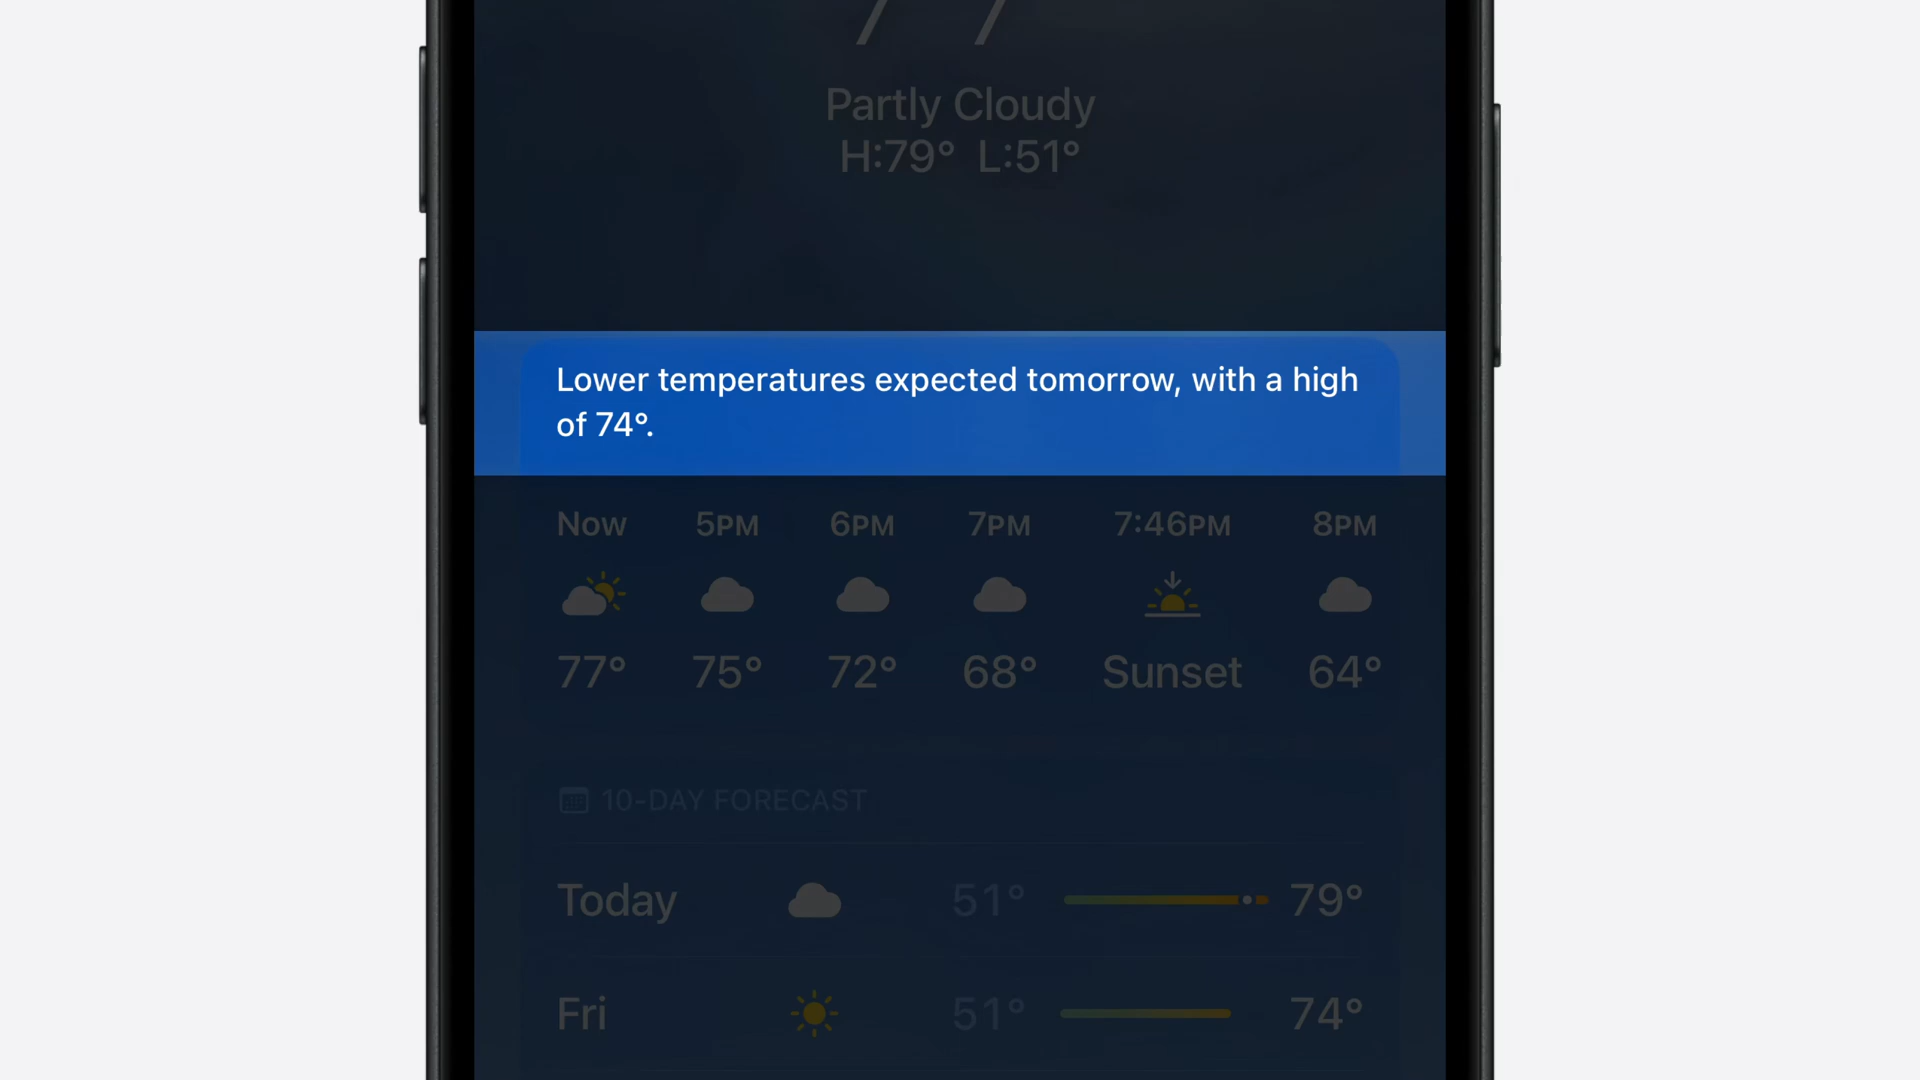 Partly Cloudy
H:79° L:51°
Lower temperatures expected tomorrow, with a high
of 74°.
Now 5PM 6PM 7PM 7:46PM 8PM
77° 75° 72° 68° Sunset 64°
10-DAY FORECAST
Today 51° 79°
Fri 51° 74°